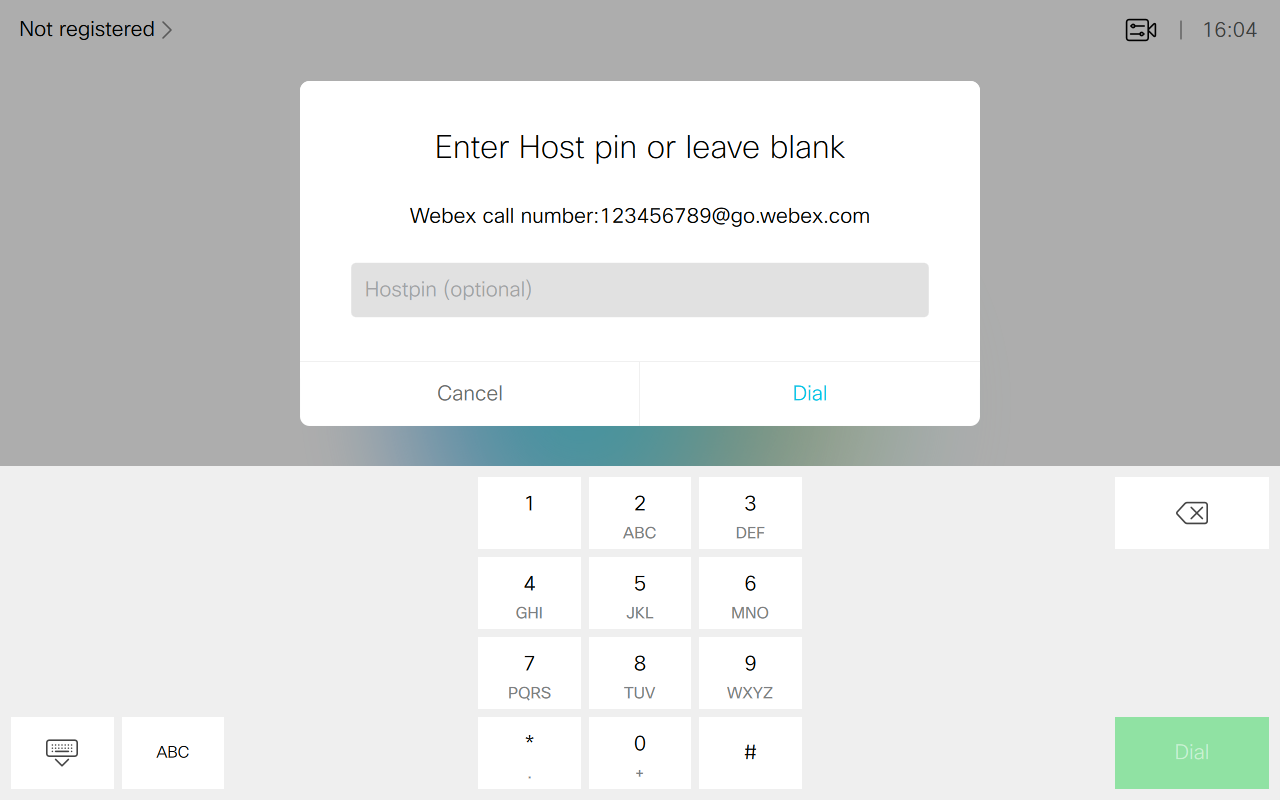 Not registered
16:04
Enter Host pin or leave blank
Webex call number:123456789@go.webex.com
Hostpin (optional)
Cancel
Dial
1
2
ABC
3
DEF
4
GHI
5
JKL
6
MNO
7
PQRS
8
TUV
9
WXYZ
*
.
0
+
#
ABC
Dial